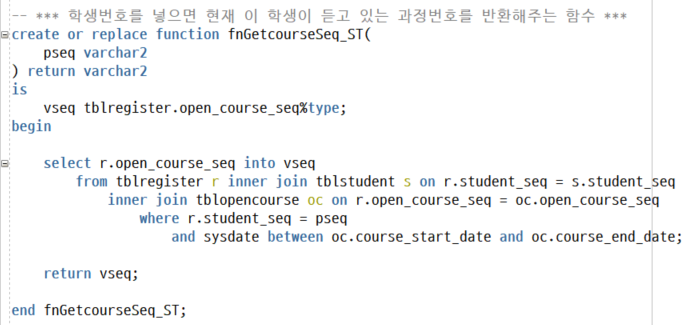 -- *** 학생번호를 넣으면 현재 이 학생이 듣고 있는 과정번호를 반환해주는 함수 ***
create or replace function fnGetcourseSeq_ST(
    pseq varchar2
) return varchar2
is
    vseq tblregister.open_course_seq%type;
begin
    select r.open_course_seq into vseq
        from tblregister r inner join tblstudent s on r.student_seq = s.student_seq
            inner join tblopencourse oc on r.open_course_seq = oc.open_course_seq
                where r.student_seq = pseq
                    and sysdate between oc.course_start_date and oc.course_end_date;
    return vseq;
end fnGetcourseSeq_ST;